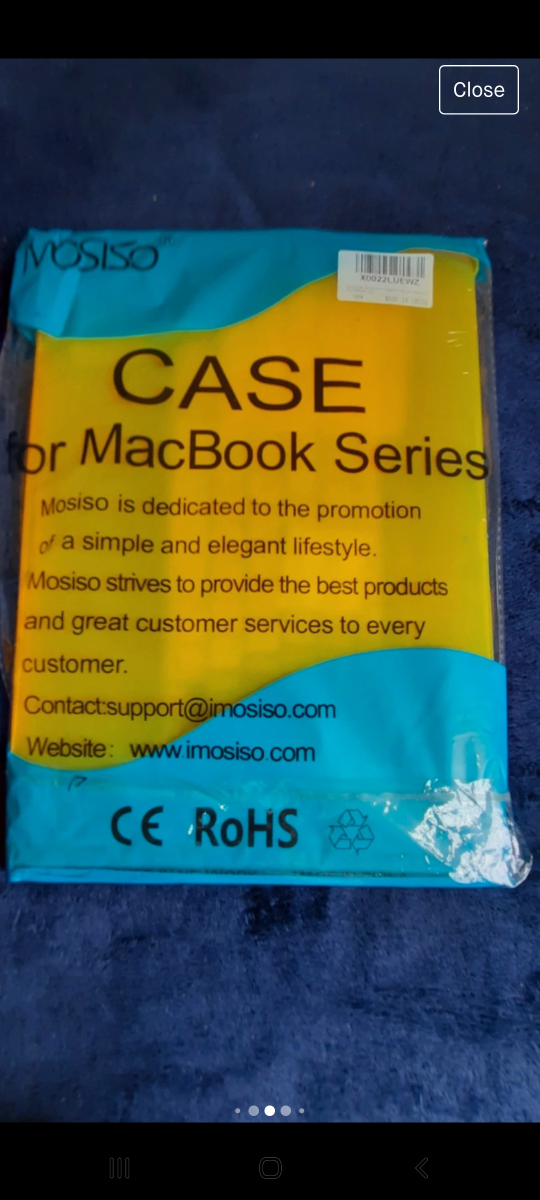 Close
MOSISO
X0022LUEWZ
CASE
for MacBook Series
Mosiso is dedicated to the promotion
of a simple and elegant lifestyle.
Mosiso strives to provide the best products
and great customer services to every
customer.
Contact:support@imosiso.com
Website: www.imosiso.com
CE RoHS